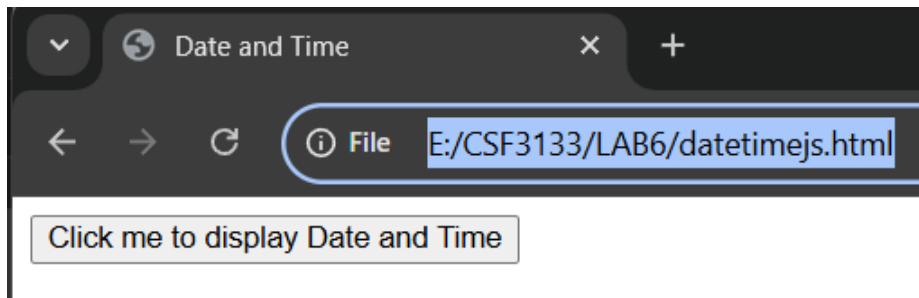 Date and Time
File E:/CSF3133/LAB6/datetimejs.html
Click me to display Date and Time